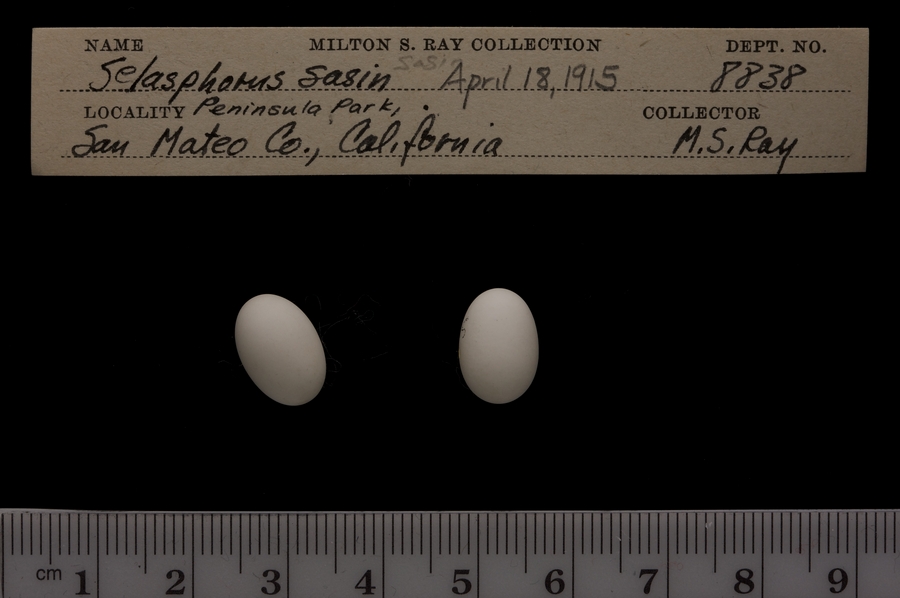 NAME MILTON S. RAY COLLECTION DEPT. NO.
Selasphorus sasin sasin April 18, 1915 8838
LOCALITY Peninsula Park, COLLECTOR
San Mateo Co., California M.S. Ray
cm 1 2 3 4 5 6 7 8 9